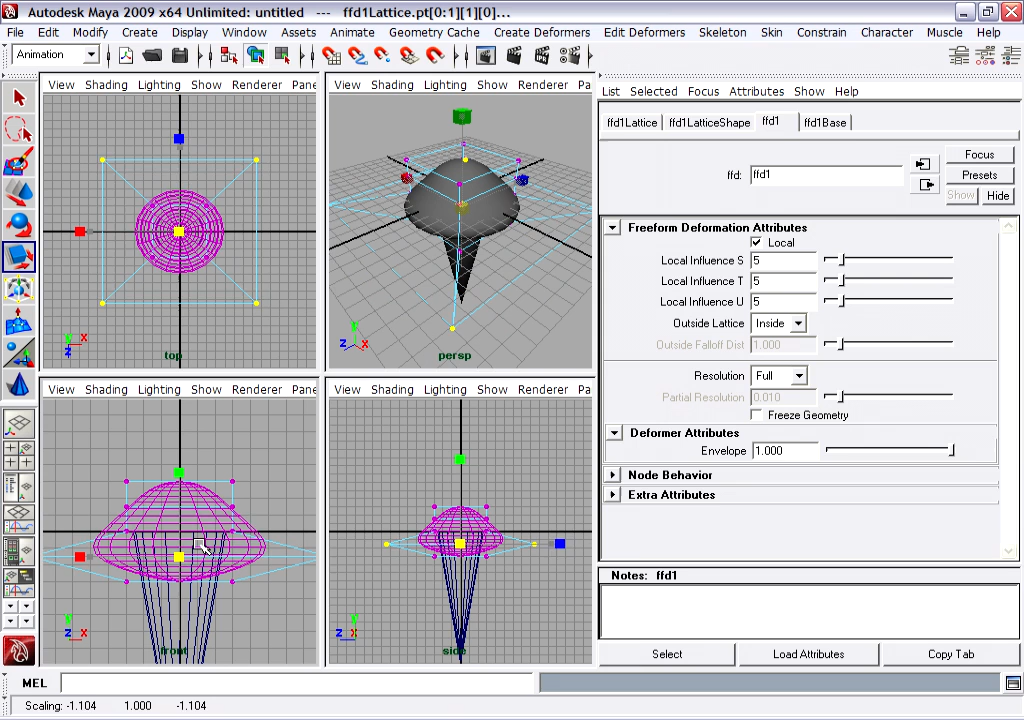 Autodesk Maya 2009 x64 Unlimited: untitled --- ffd1Lattice.pt[0:1][1][0]...
File Edit Modify Create Display Window Assets Animate Geometry Cache Create Deformers Edit Deformers Skeleton Skin Constrain Character Muscle Help
Animation
IPR
View Shading Lighting Show Renderer Pane
View Shading Lighting Show Renderer Pa
List Selected Focus Attributes Show Help
ffd1Lattice ffd1LatticeShape ffd1 ffd1Base
ffd: ffd1
Focus
Presets
Show Hide
Freeform Deformation Attributes
Local
Local Influence S 5
Local Influence T 5
Local Influence U 5
Outside Lattice Inside
Outside Falloff Dist 1.000
Resolution Full
Partial Resolution 0.010
Freeze Geometry
Deformer Attributes
Envelope 1.000
Node Behavior
Extra Attributes
y x
z
top
y
z x
persp
View Shading Lighting Show Renderer Pane
View Shading Lighting Show Renderer Pa
y
z x
front
y
x z
side
Notes: ffd1
Select Load Attributes Copy Tab
MEL
Scaling: -1.104 1.000 -1.104